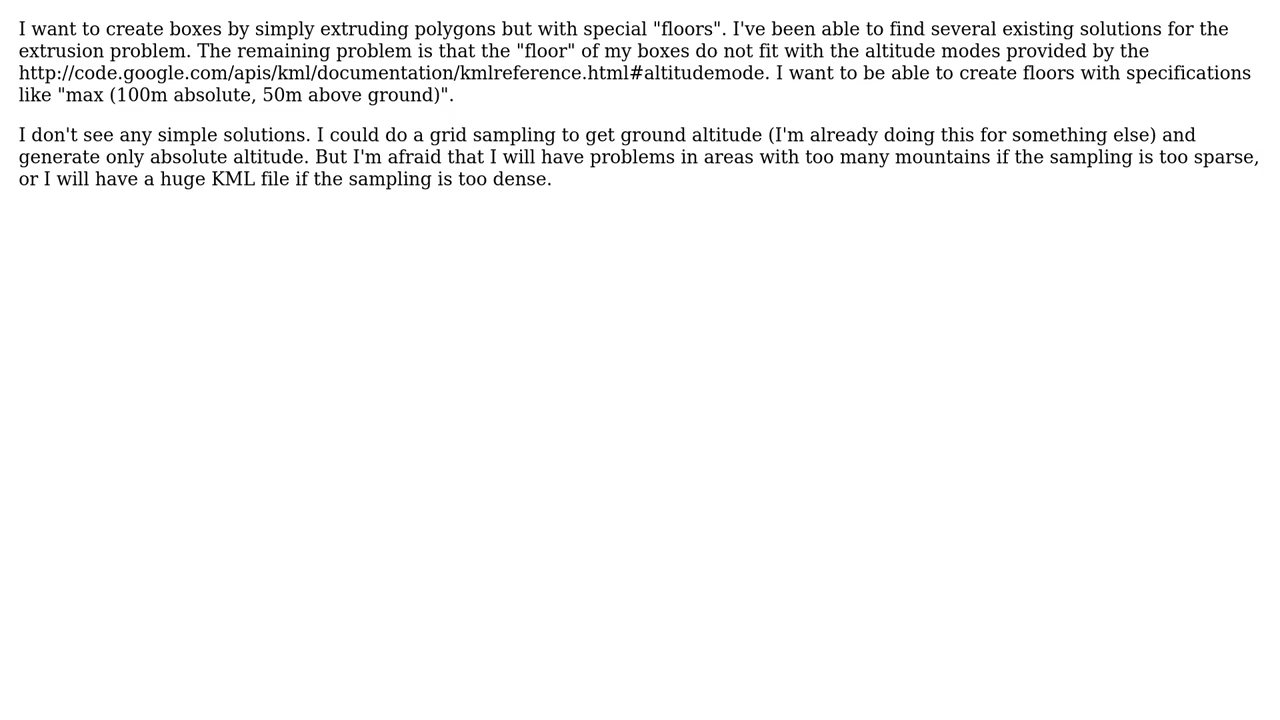 I want to create boxes by simply extruding polygons but with special "floors". I've been able to find several existing solutions for the
extrusion problem. The remaining problem is that the "floor" of my boxes do not fit with the altitude modes provided by the
http://code.google.com/apis/kml/documentation/kmlreference.html#altitudemode. I want to be able to create floors with specifications
like "max (100m absolute, 50m above ground)".
I don't see any simple solutions. I could do a grid sampling to get ground altitude (I'm already doing this for something else) and
generate only absolute altitude. But I'm afraid that I will have problems in areas with too many mountains if the sampling is too sparse,
or I will have a huge KML file if the sampling is too dense.